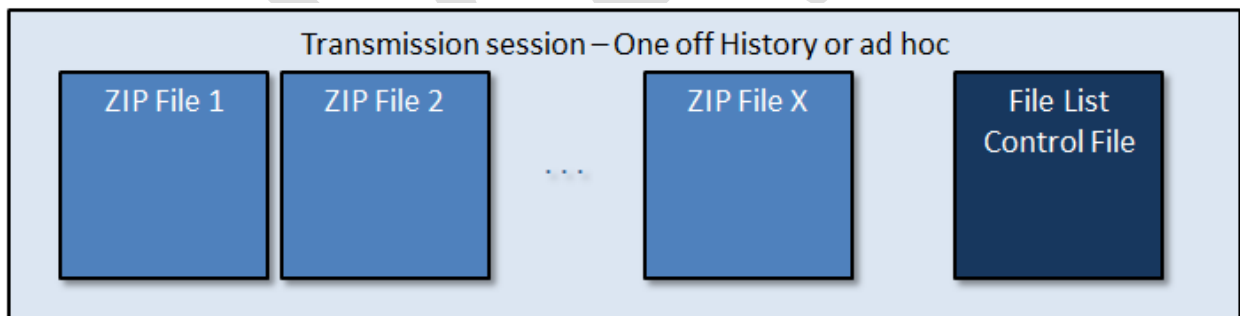 Transmission session – One off History or ad hoc
ZIP File 1
ZIP File 2
. . .
ZIP File X
File List
Control File